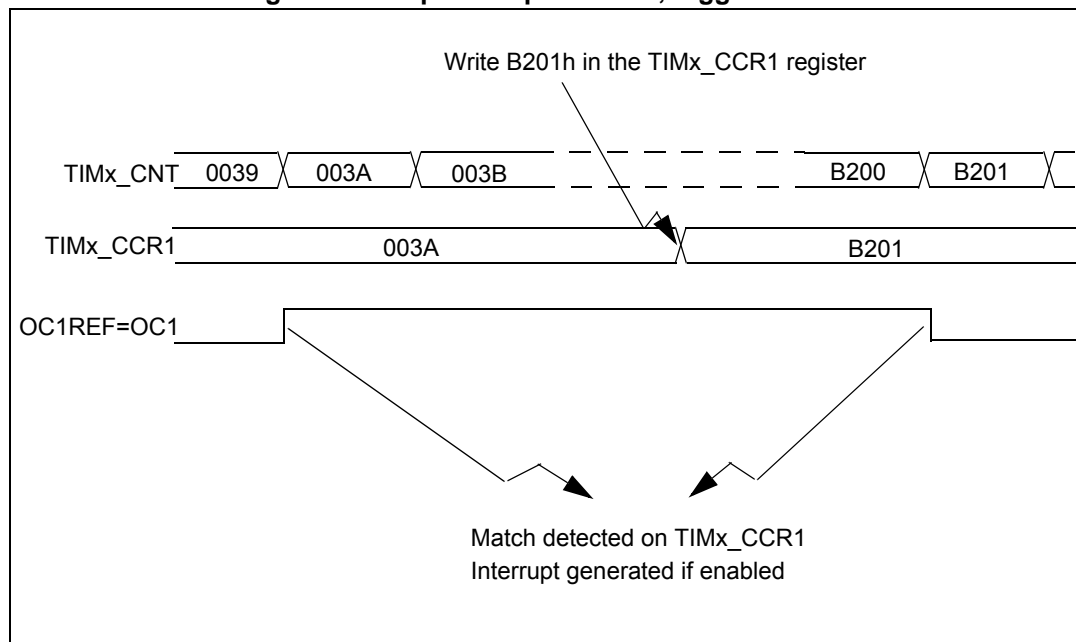 Write B201h in the TIMx_CCR1 register
TIMx_CNT 0039 003A 003B B200 B201
TIMx_CCR1 003A B201
OC1REF=OC1
Match detected on TIMx_CCR1
Interrupt generated if enabled